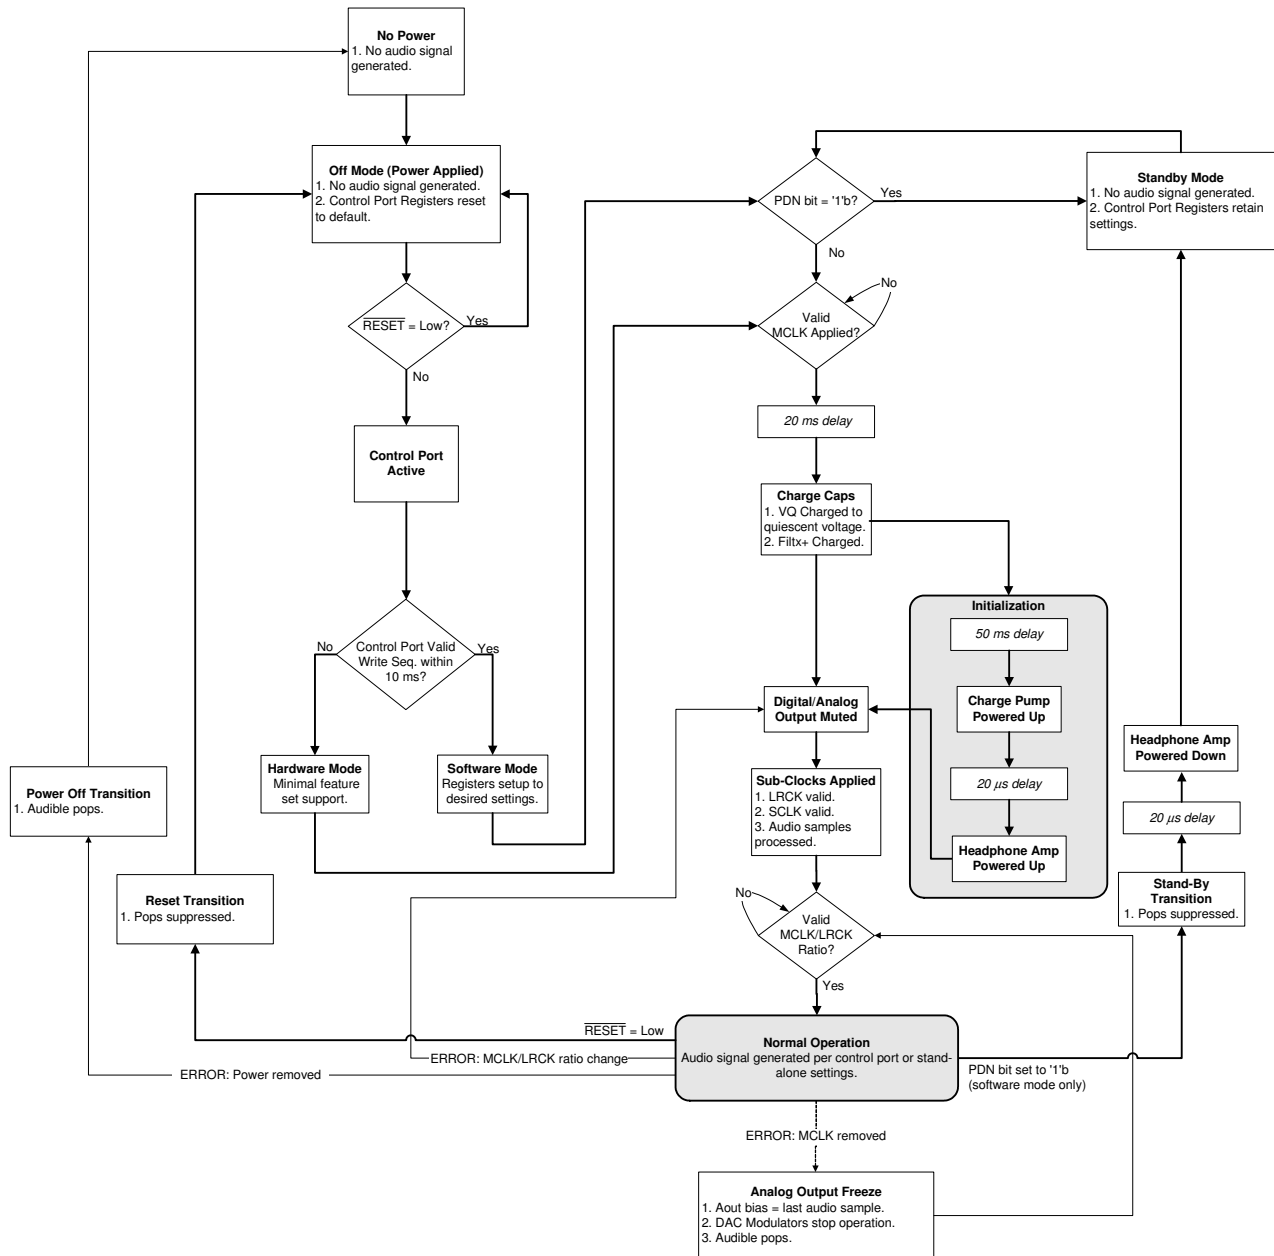 No Power
1. No audio signal
generated.
Off Mode (Power Applied)
1. No audio signal generated.
2. Control Port Registers reset
to default.
RESET = Low?
Yes
No
Control Port
Active
Control Port Valid
Write Seq. within
10 ms?
No
Yes
Hardware Mode
Minimal feature
set support.
Software Mode
Registers setup to
desired settings.
Power Off Transition
1. Audible pops.
Reset Transition
1. Pops suppressed.
PDN bit = '1'b?
Yes
No
Standby Mode
1. No audio signal generated.
2. Control Port Registers retain
settings.
Valid
MCLK Applied?
No
20 ms delay
Charge Caps
1. VQ Charged to
quiescent voltage.
2. Filtx+ Charged.
Initialization
50 ms delay
Charge Pump
Powered Up
20 μs delay
Headphone Amp
Powered Up
Digital/Analog
Output Muted
Sub-Clocks Applied
1. LRCK valid.
2. SCLK valid.
3. Audio samples
processed.
No
Valid
MCLK/LRCK
Ratio?
Yes
Headphone Amp
Powered Down
20 μs delay
Stand-By
Transition
1. Pops suppressed.
Normal Operation
Audio signal generated per control port or stand-
alone settings.
RESET = Low
ERROR: MCLK/LRCK ratio change
ERROR: Power removed
PDN bit set to '1'b
(software mode only)
ERROR: MCLK removed
Analog Output Freeze
1. Aout bias = last audio sample.
2. DAC Modulators stop operation.
3. Audible pops.